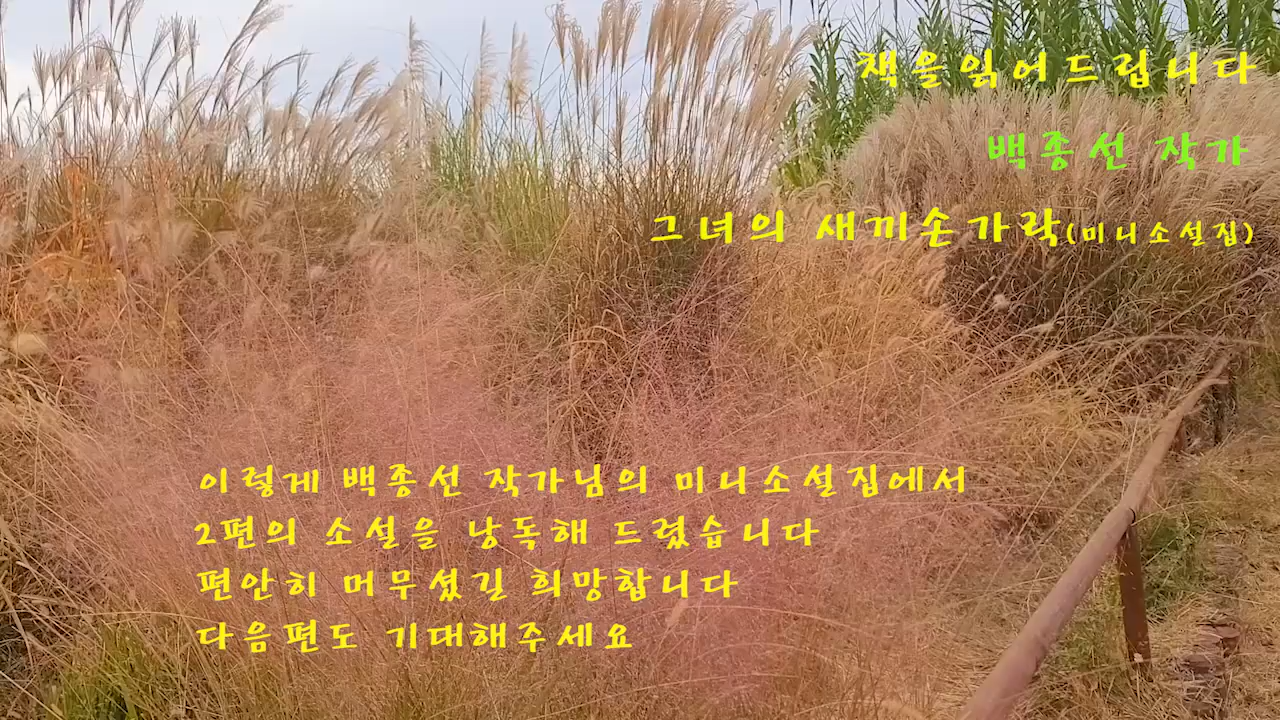 책을읽어드립니다
백종선 작가
그녀의 새끼손가락(미니소설집)
이렇게 백종선 작가님의 미니소설집에서
2편의 소설을 낭독해 드렸습니다
편안히 머무셨길 희망합니다
다음편도 기대해주세요